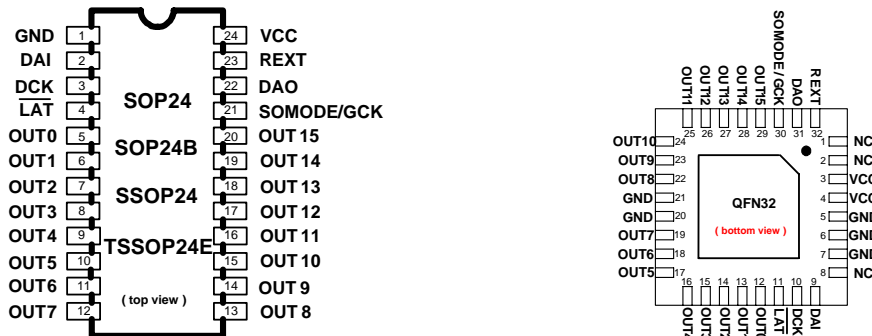 GND 1 24 VCC
DAI 2 23 REXT
DCK 3 22 DAO
LAT 4 21 SOMODE/GCK
OUT0 5 20 OUT 15
OUT1 6 19 OUT 14
OUT2 7 18 OUT 13
OUT3 8 17 OUT 12
OUT4 9 16 OUT 11
OUT5 10 15 OUT 10
OUT6 11 14 OUT 9
OUT7 12 13 OUT 8
SOP24
SOP24B
SSOP24
TSSOP24E
( top view )
OUT11 OUT12 OUT13 OUT14 OUT15 SOMODE/ GCK DAO REXT
25 26 27 28 29 30 31 32
OUT10 24 1 NC
OUT9 23 2 NC
OUT8 22 3 VCC
GND 21 4 VCC
GND 20 5 GND
OUT7 19 6 GND
OUT6 18 7 GND
OUT5 17 8 NC
QFN32
( bottom view )
16 15 14 13 12 11 10 9
LAT DCK DAI